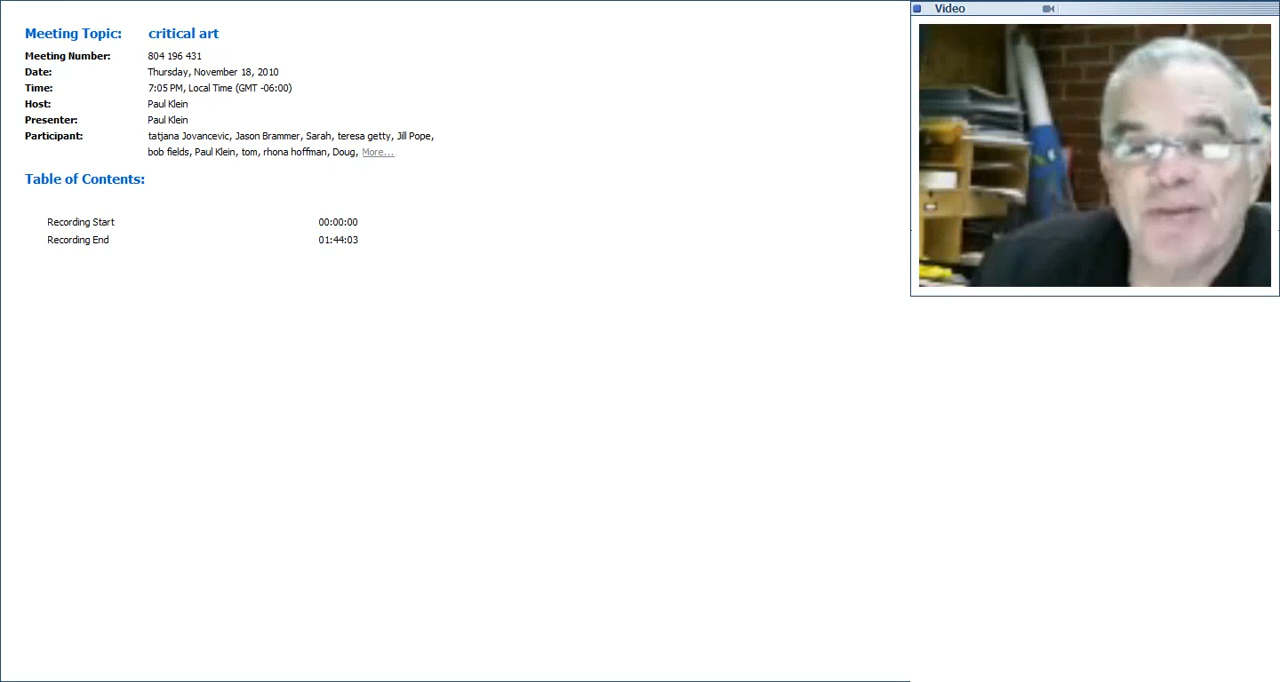 Meeting Topic: critical art
Meeting Number: 804 196 431
Date: Thursday, November 18, 2010
Time: 7:05 PM, Local Time (GMT -06:00)
Host: Paul Klein
Presenter: Paul Klein
Participant: tatjana Jovancevic, Jason Brammer, Sarah, teresa getty, Jill Pope,
bob fields, Paul Klein, tom, rhona hoffman, Doug, More...
Table of Contents:
Recording Start 00:00:00
Recording End 01:44:03
Video